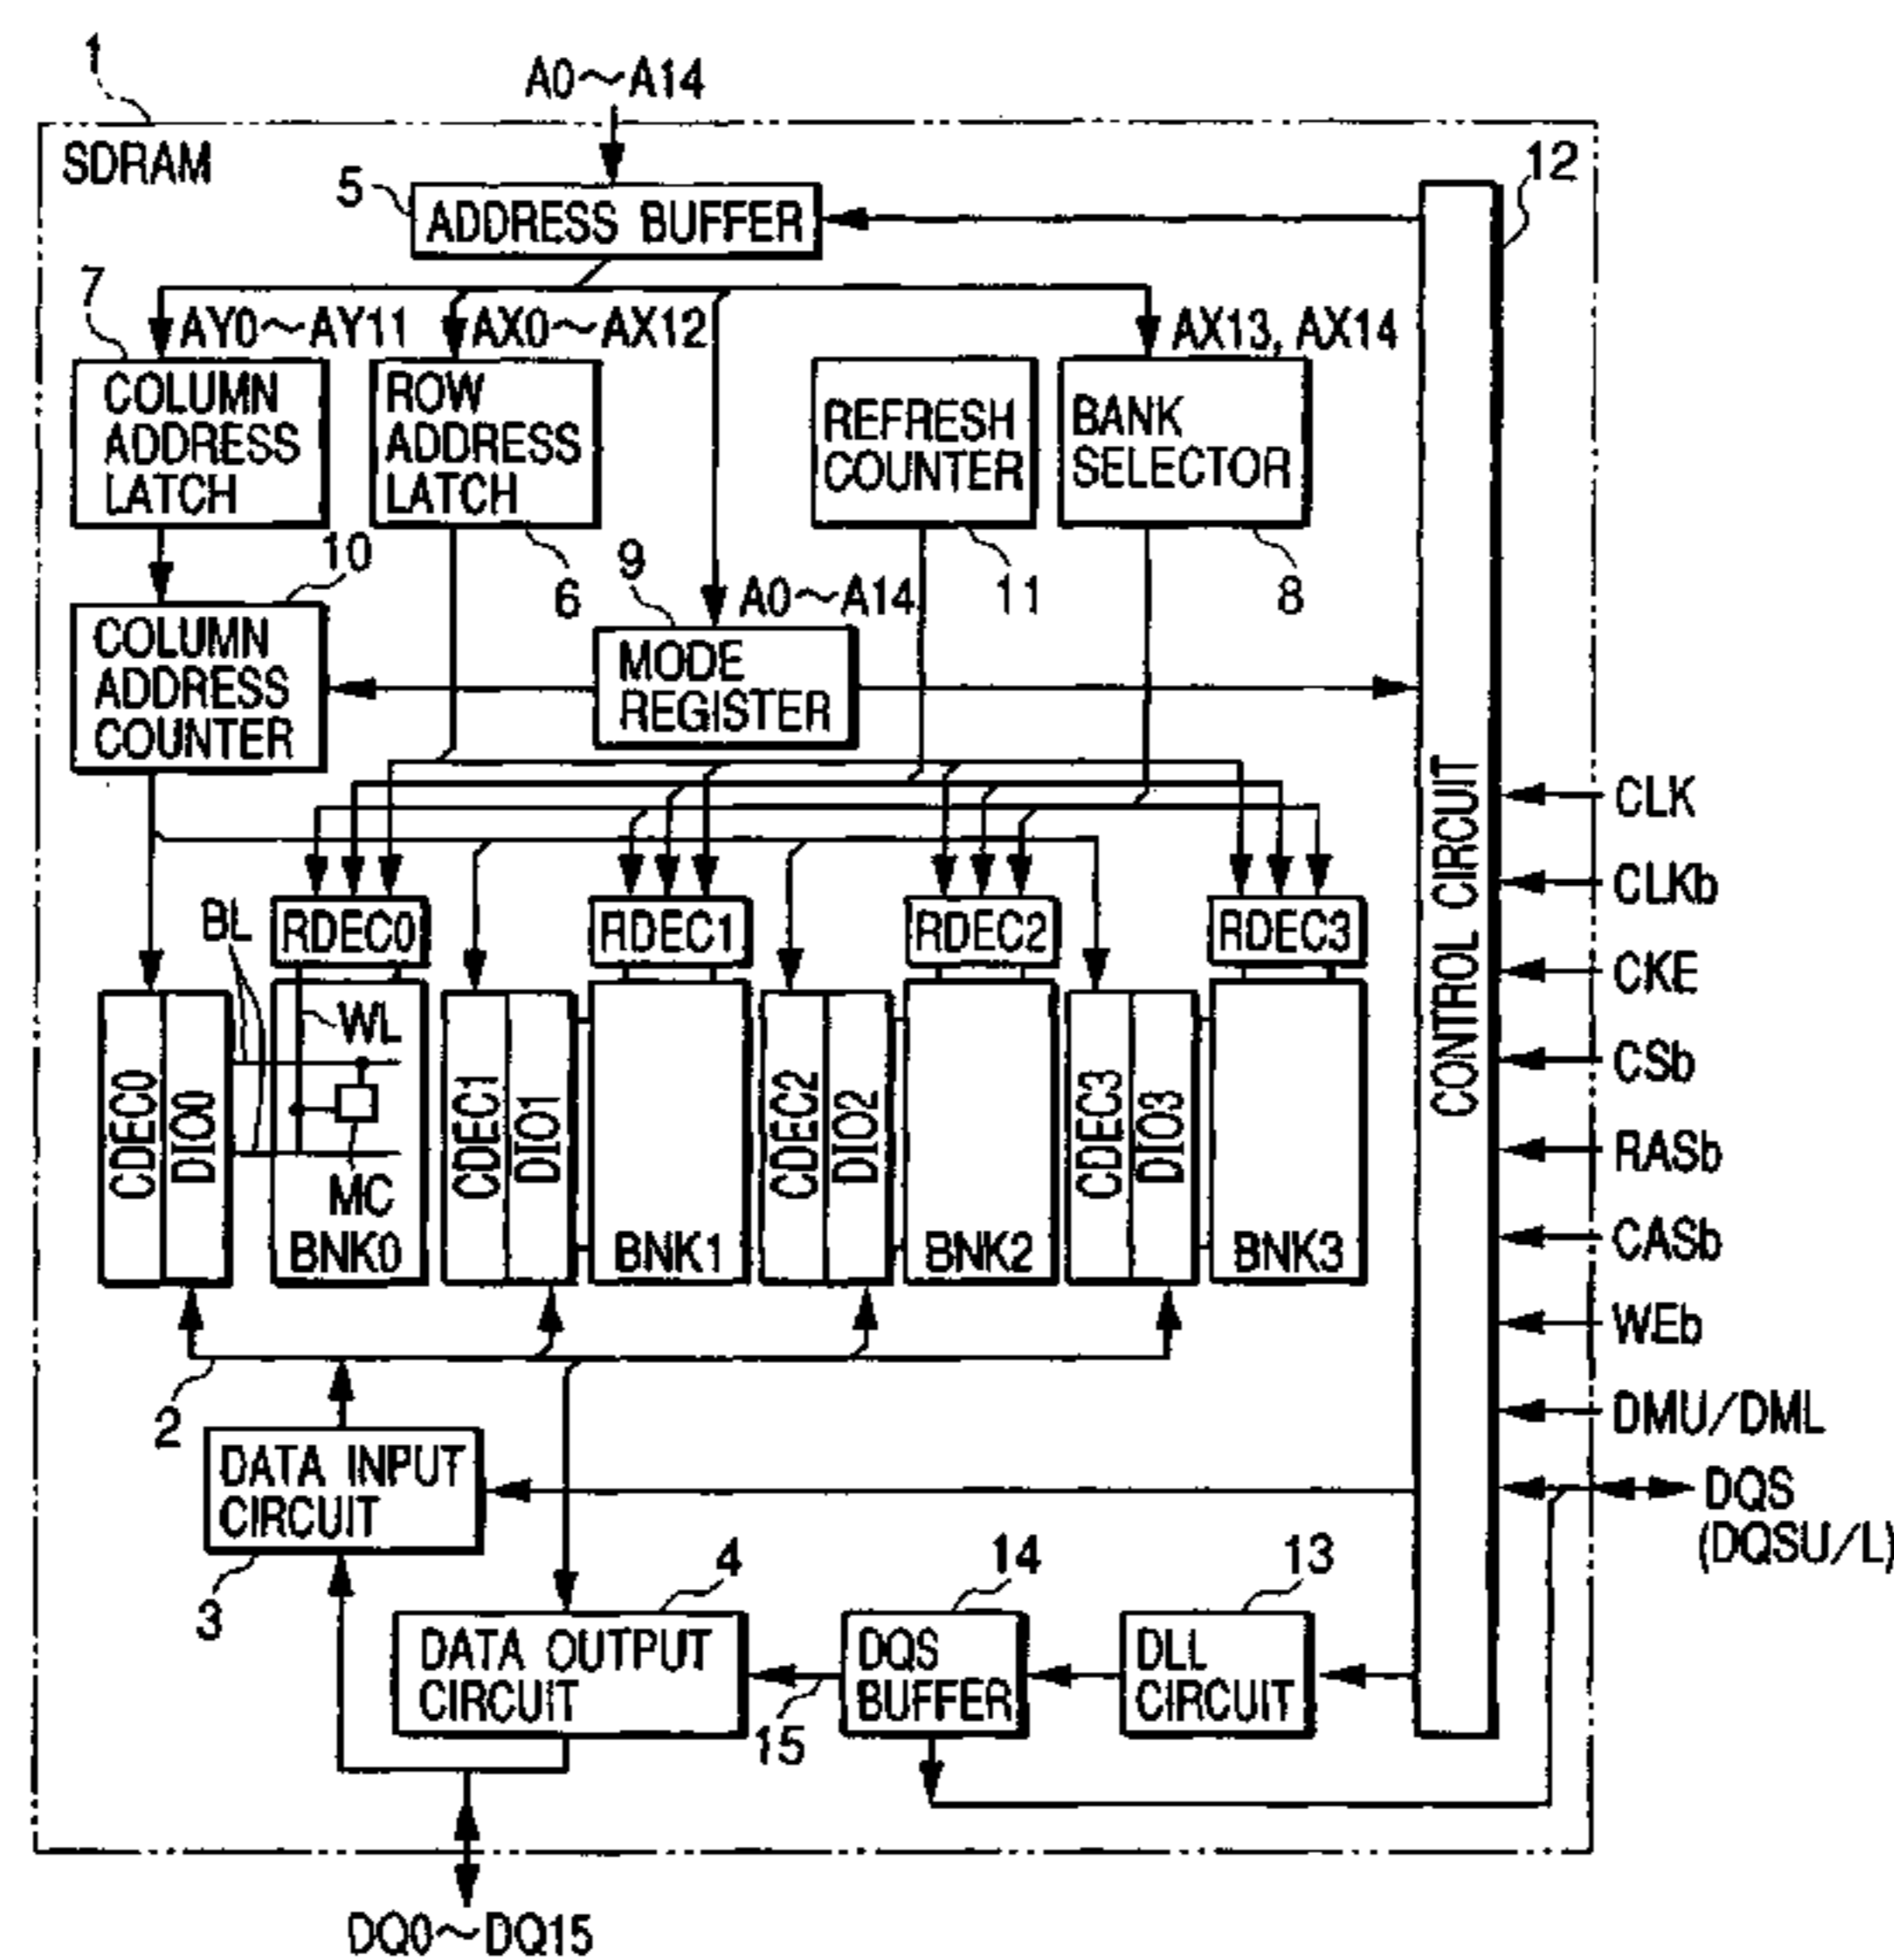 1
A0～A14
SDRAM
12
5
ADDRESS BUFFER
7
AY0～AY11
AX0～AX12
AX13, AX14
COLUMN
ADDRESS
LATCH
ROW
ADDRESS
LATCH
REFRESH
COUNTER
BANK
SELECTOR
10
6
9
A0～A14
11
8
COLUMN
ADDRESS
COUNTER
MODE
REGISTER
CONTROL CIRCUIT
CLK
CLKb
CKE
CSb
RASb
CASb
WEb
DMU/DML
DQS
(DQSU/L)
BL
RDEC0
RDEC1
RDEC2
RDEC3
WL
CDEC0
DIO0
MC
BNK0
CDEC1
DIO1
BNK1
CDEC2
DIO2
BNK2
CDEC3
DIO3
BNK3
2
DATA INPUT
CIRCUIT
3
4
14
13
DATA OUTPUT
CIRCUIT
15
DQS
BUFFER
DLL
CIRCUIT
DQ0～DQ15